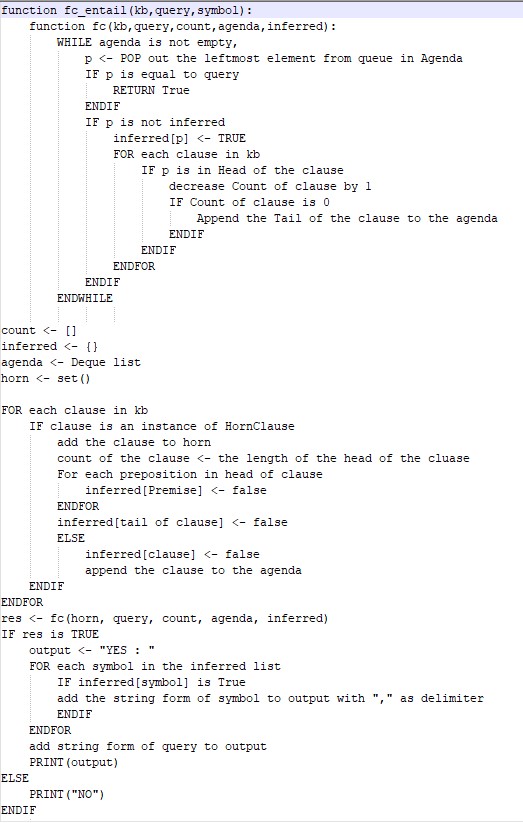 function fc_entail(kb,query,symbol):
    function fc(kb,query,count,agenda,inferred):
        WHILE agenda is not empty,
            p <- POP out the leftmost element from queue in Agenda
            IF p is equal to query
                RETURN True
            ENDIF
            IF p is not inferred
                inferred[p] <- TRUE
                FOR each clause in kb
                    IF p is in Head of the clause
                        decrease Count of clause by 1
                        IF Count of clause is 0
                            Append the Tail of the clause to the agenda
                        ENDIF
                    ENDIF
                ENDFOR
            ENDIF
        ENDWHILE

count <- []
inferred <- {}
agenda <- Deque list
horn <- set()

FOR each clause in kb
    IF clause is an instance of HornClause
        add the clause to horn
        count of the clause <- the length of the head of the cluase
        For each preposition in head of clause
            inferred[Premise] <- false
        ENDFOR
        inferred[tail of clause] <- false
        ELSE
            inferred[clause] <- false
            append the clause to the agenda
    ENDIF
ENDFOR
res <- fc(horn, query, count, agenda, inferred)
IF res is TRUE
    output <- "YES : "
    FOR each symbol in the inferred list
        IF inferred[symbol] is True
        add the string form of symbol to output with "," as delimiter
        ENDIF
    ENDFOR
    add string form of query to output
    PRINT(output)
ELSE
    PRINT("NO")
ENDIF